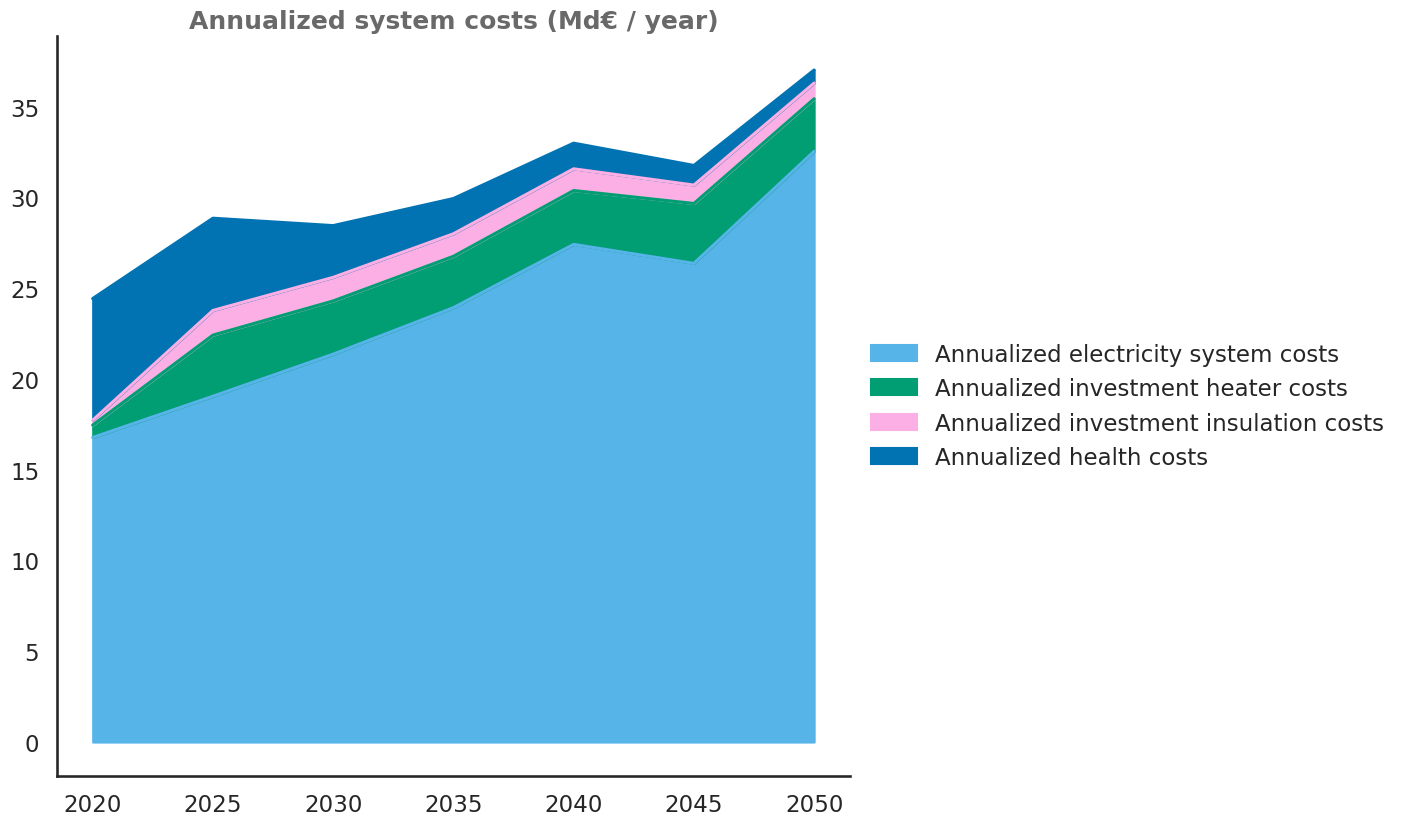 Annualized system costs (Md€ / year)
35
30
25
20
15
10
5
0
2020 2025 2030 2035 2040 2045 2050
Annualized electricity system costs
Annualized investment heater costs
Annualized investment insulation costs
Annualized health costs